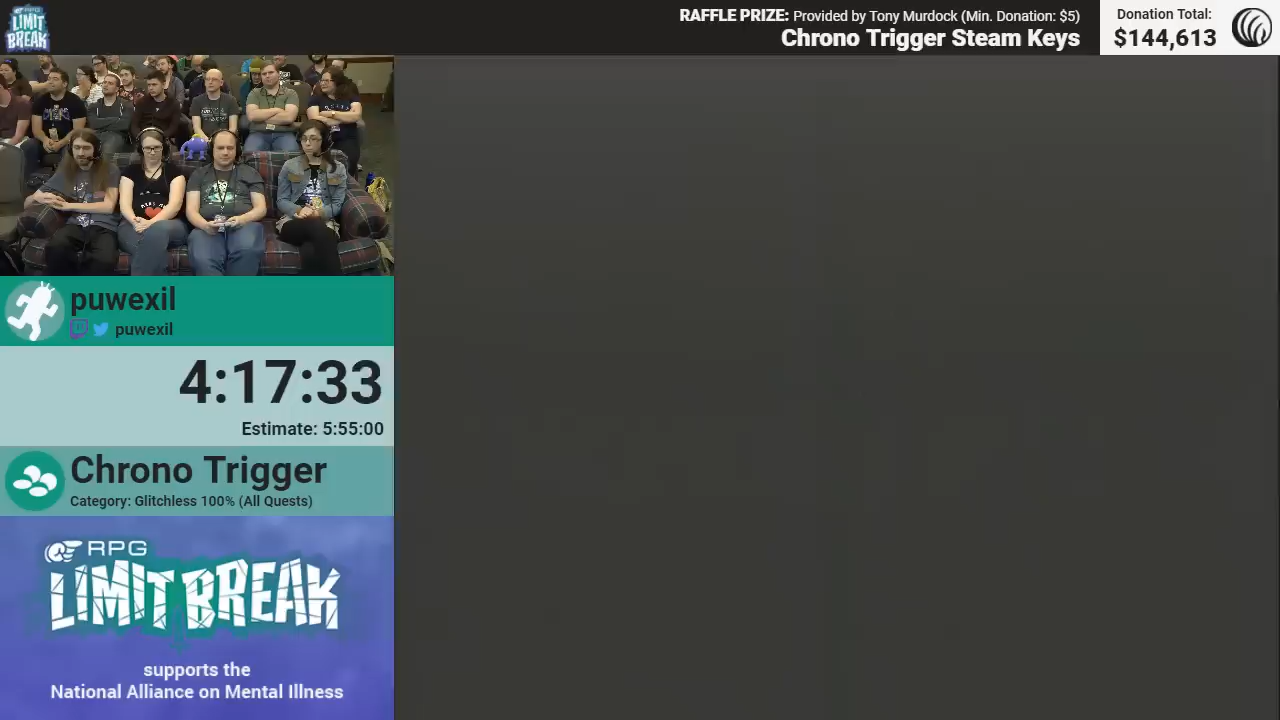 LIMIT
BREAK
RAFFLE PRIZE: Provided by Tony Murdock (Min. Donation: $5)
Chrono Trigger Steam Keys
Donation Total:
$144,613
puwexil
puwexil
4:17:33
Estimate: 5:55:00
Chrono Trigger
Category: Glitchless 100% (All Quests)
RPG
LIMIT BREAK
supports the
National Alliance on Mental Illness